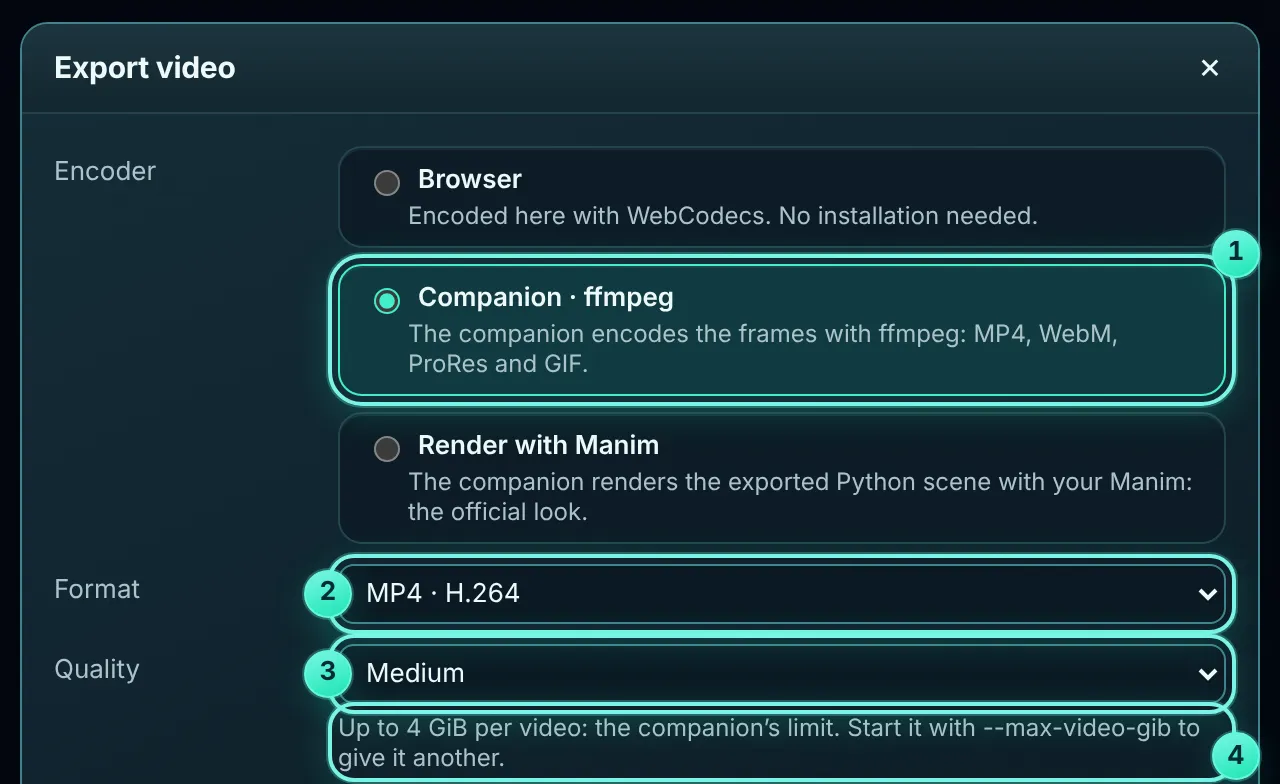 Export video
×
Encoder
Browser
Encoded here with WebCodecs. No installation needed.
1
Companion · ffmpeg
The companion encodes the frames with ffmpeg: MP4, WebM,
ProRes and GIF.
Render with Manim
The companion renders the exported Python scene with your Manim:
the official look.
Format
2
MP4 · H.264
Quality
3
Medium
Up to 4 GiB per video: the companion’s limit. Start it with --max-video-gib to
give it another.
4